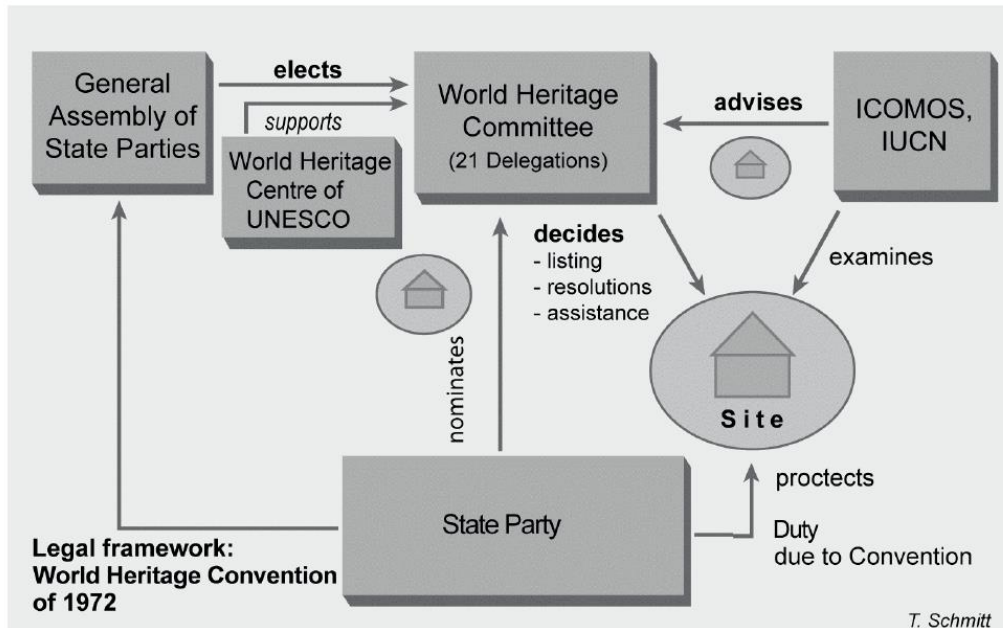 General
Assembly of
State Parties
elects
supports
World Heritage
Centre of
UNESCO
World Heritage
Committee
(21 Delegations)
advises
ICOMOS,
IUCN
decides
- listing
- resolutions
- assistance
examines
nominates
Site
State Party
proctects
Duty
due to Convention
Legal framework:
World Heritage Convention
of 1972
T. Schmitt